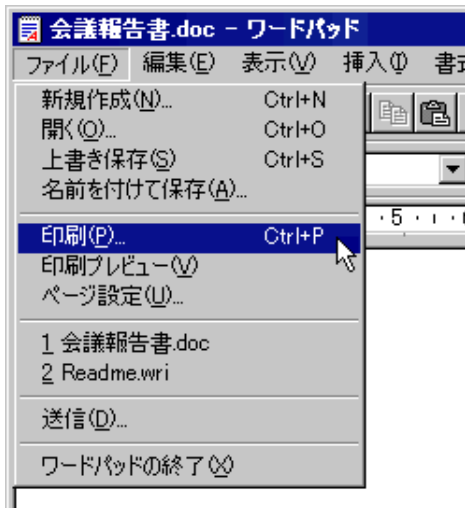 会議報告書.doc - ワードパッド
ファイル(F) 編集(E) 表示(V) 挿入(I) 書式
新規作成(N)... Ctrl+N
開く(O)... Ctrl+O
上書き保存(S) Ctrl+S
名前を付けて保存(A)...
印刷(P)... Ctrl+P
印刷プレビュー(V)
ページ設定(U)...
1 会議報告書.doc
2 Readme.wri
送信(D)...
ワードパッドの終了(X)
5